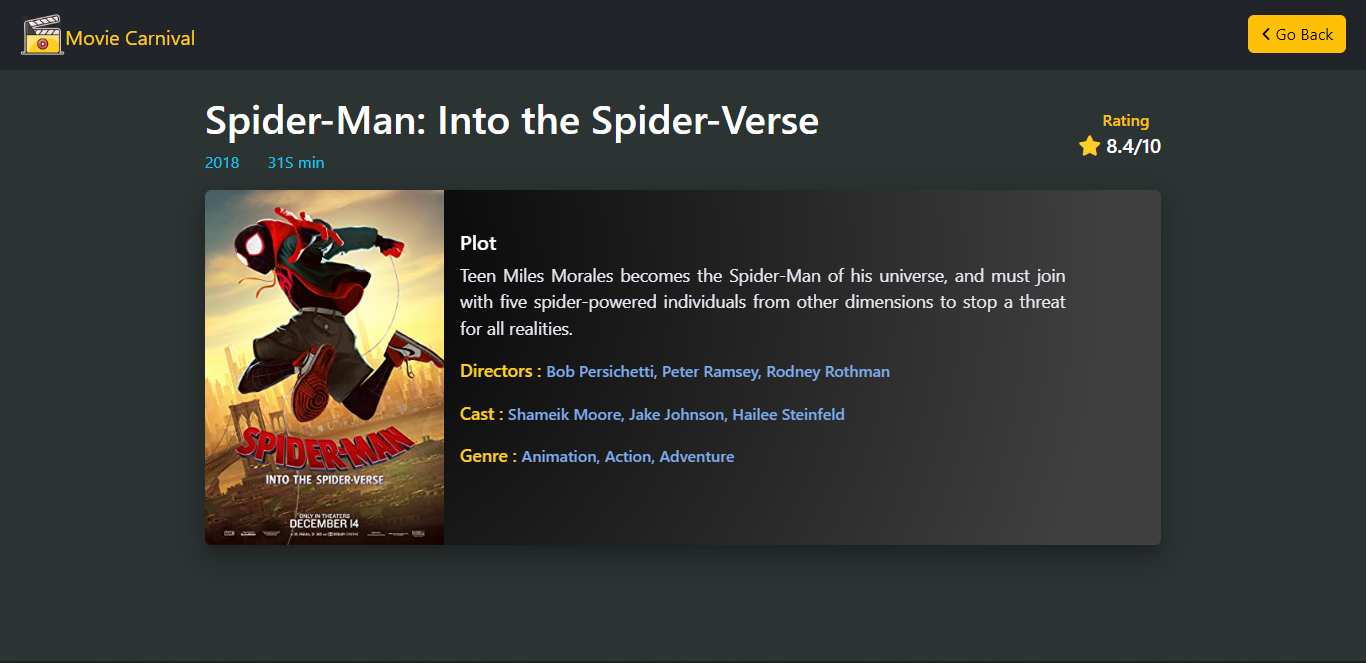 Movie Carnival
Go Back
Spider-Man: Into the Spider-Verse
Rating
8.4/10
2018 31S min
Plot
Teen Miles Morales becomes the Spider-Man of his universe, and must join
with five spider-powered individuals from other dimensions to stop a threat
for all realities.
Directors : Bob Persichetti, Peter Ramsey, Rodney Rothman
Cast : Shameik Moore, Jake Johnson, Hailee Steinfeld
Genre : Animation, Action, Adventure
SPIDER-MAN
INTO THE SPIDER-VERSE
ONLY IN THEATERS
DECEMBER 14